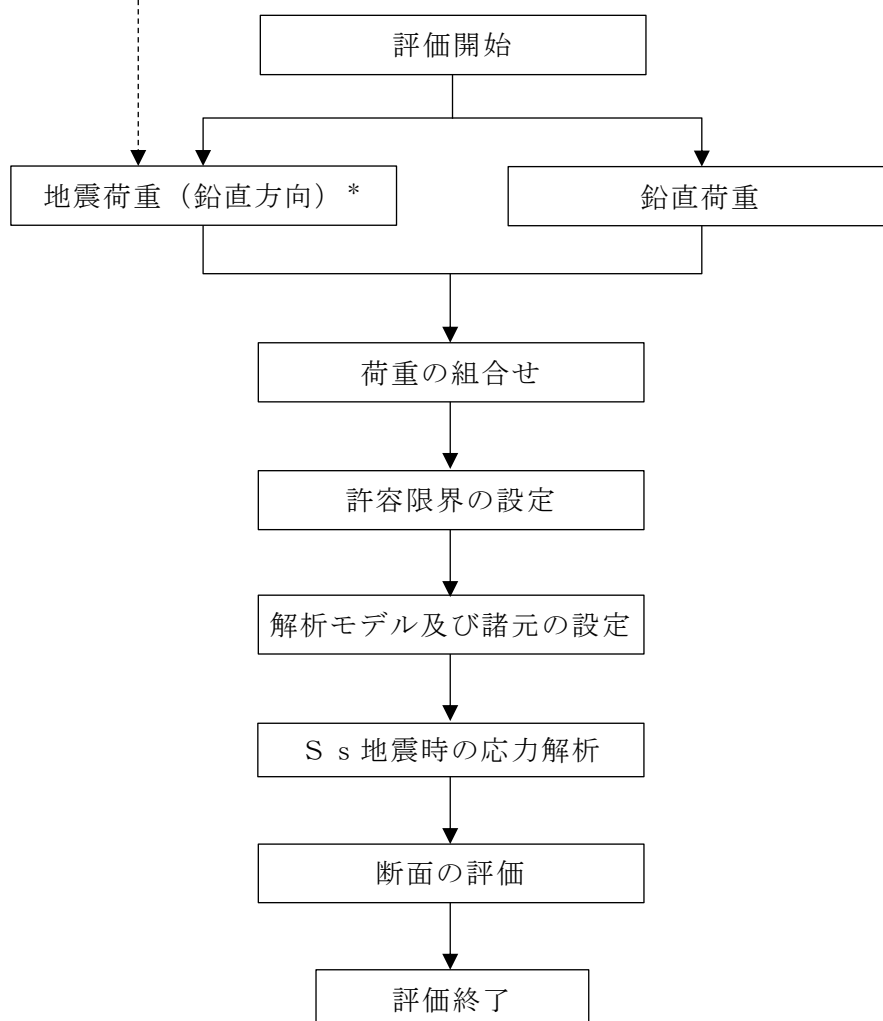 評価開始
地震荷重（鉛直方向）*
鉛直荷重
荷重の組合せ
許容限界の設定
解析モデル及び諸元の設定
Ｓｓ地震時の応力解析
断面の評価
評価終了